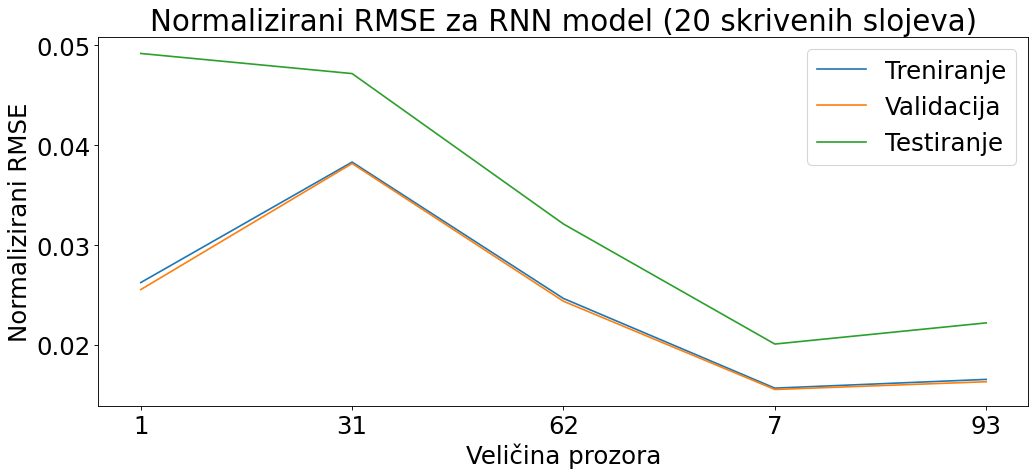 Normalizirani RMSE za RNN model (20 skrivenih slojeva)
Treniranje
Validacija
Testiranje
Normalizirani RMSE
0.05
0.04
0.03
0.02
1 31 62 7 93
Veličina prozora